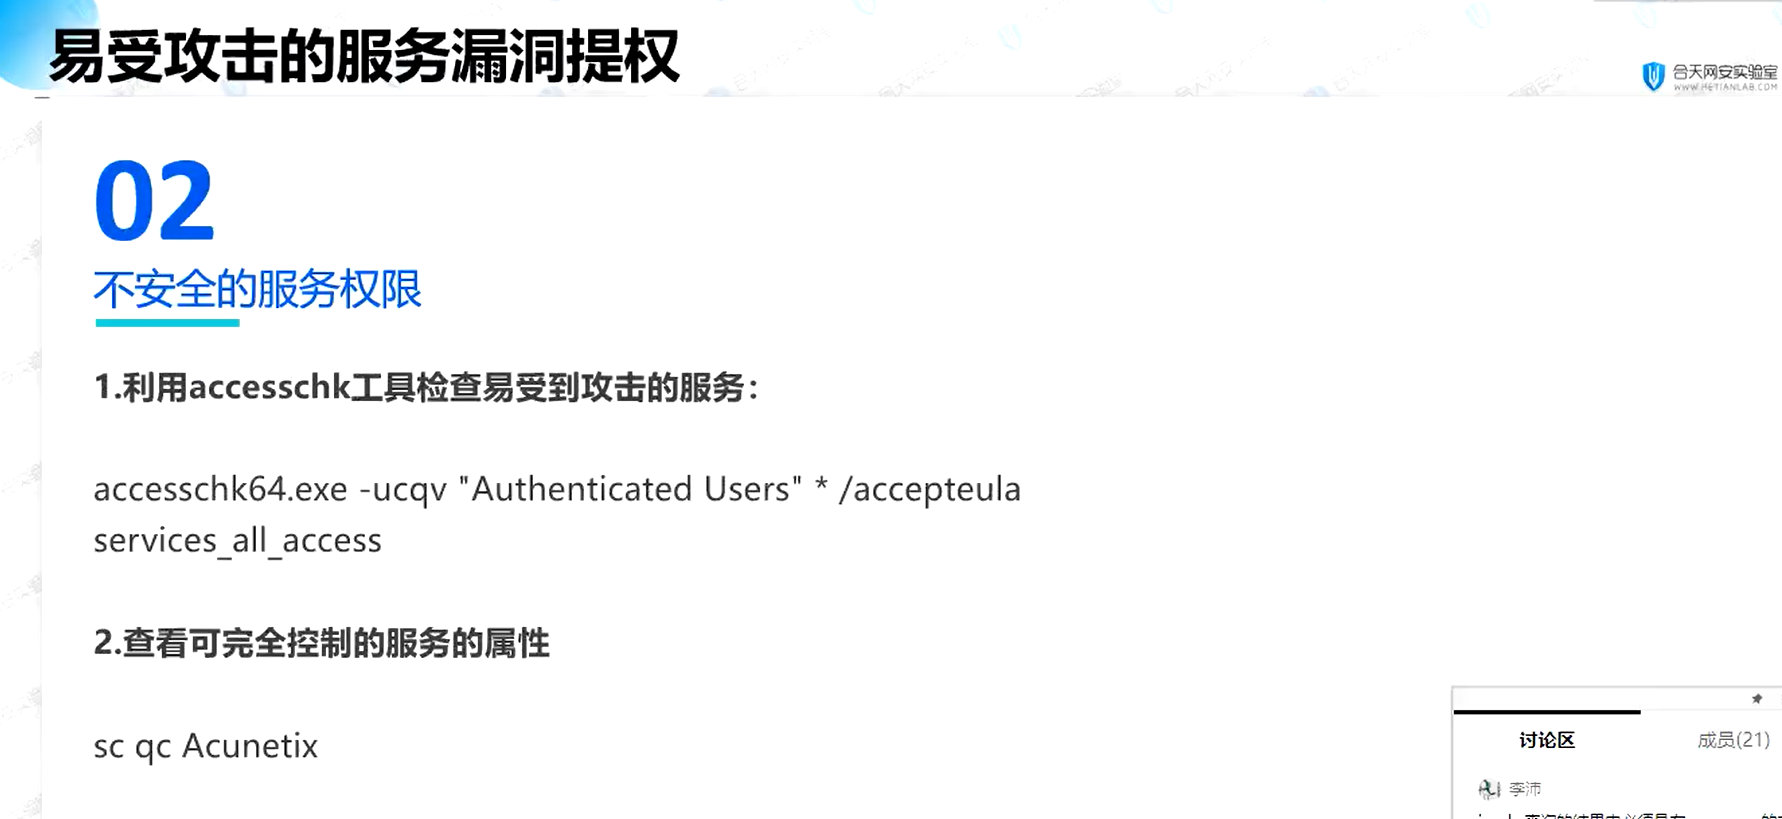 易受攻击的服务漏洞提权
合天网安实验室
WWW.HETIANLAB.COM
02
不安全的服务权限
1.利用accesschk工具检查易受到攻击的服务：
accesschk64.exe -ucqv "Authenticated Users" * /accepteula
services_all_access
2.查看可完全控制的服务的属性
sc qc Acunetix
讨论区
成员(21)
李沛